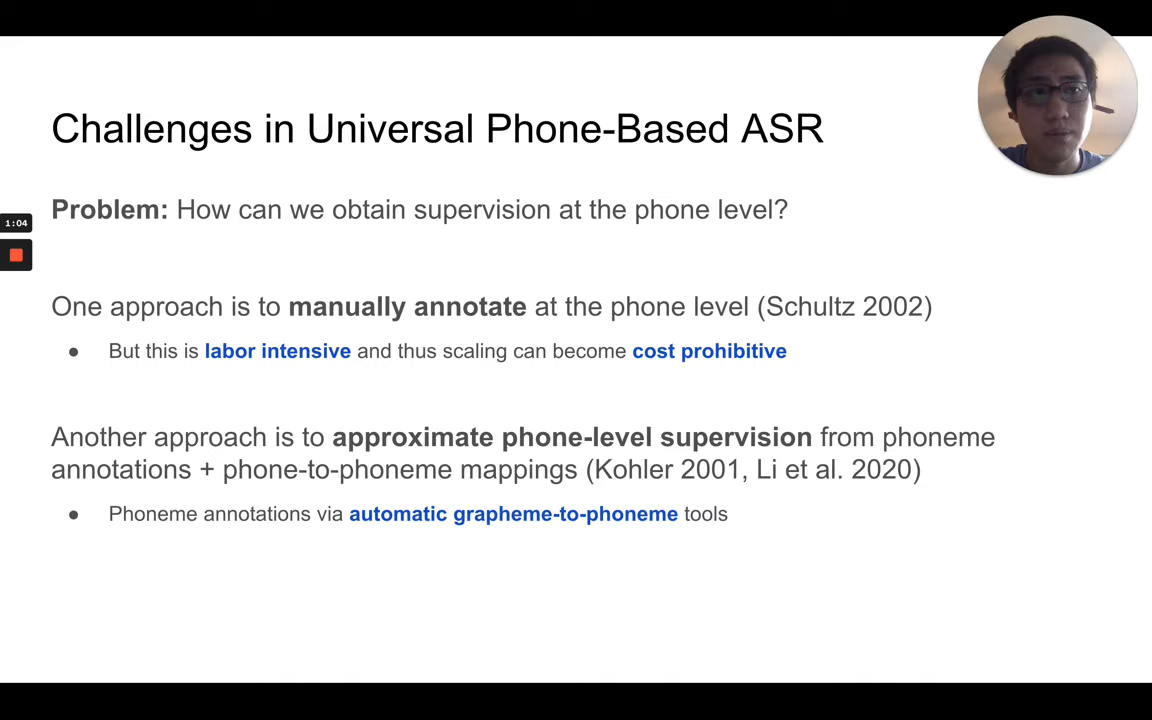 Challenges in Universal Phone-Based ASR
Problem: How can we obtain supervision at the phone level?
1:04
One approach is to manually annotate at the phone level (Schultz 2002)
● But this is labor intensive and thus scaling can become cost prohibitive
Another approach is to approximate phone-level supervision from phoneme
annotations + phone-to-phoneme mappings (Kohler 2001, Li et al. 2020)
● Phoneme annotations via automatic grapheme-to-phoneme tools